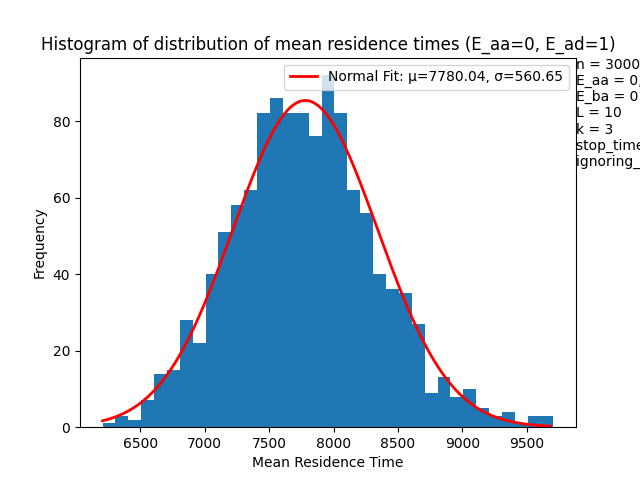 Histogram of distribution of mean residence times (E_aa=0, E_ad=1)
Normal Fit: μ=7780.04, σ=560.65
n = 3000
E_aa = 0,
E_ba = 0
L = 10
k = 3
stop_time
ignoring_
Frequency
80
60
40
20
0
6500 7000 7500 8000 8500 9000 9500
Mean Residence Time